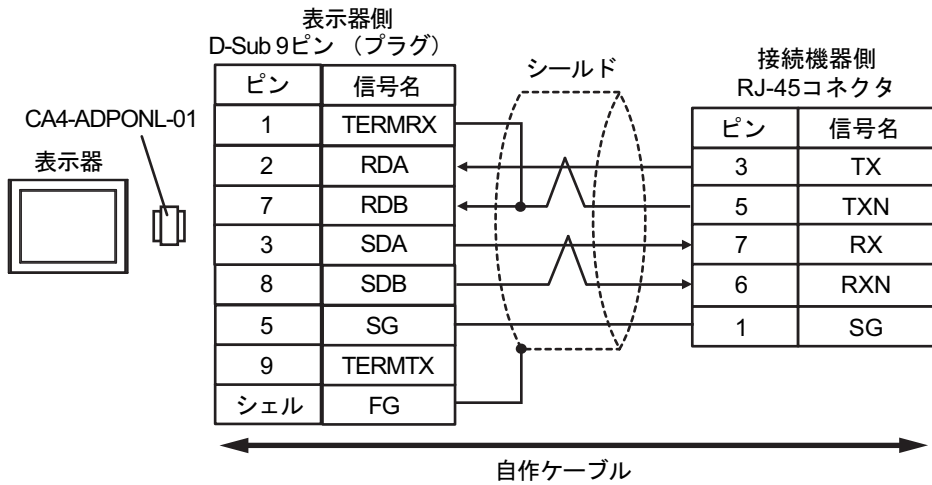 表示器側
D-Sub 9ピン (プラグ)
シールド
接続機器側
RJ-45コネクタ
CA4-ADPONL-01
表示器
ピン 信号名
1 TERMRX
2 RDA
7 RDB
3 SDA
8 SDB
5 SG
9 TERMTX
シェル FG
ピン 信号名
3 TX
5 TXN
7 RX
6 RXN
1 SG
自作ケーブル